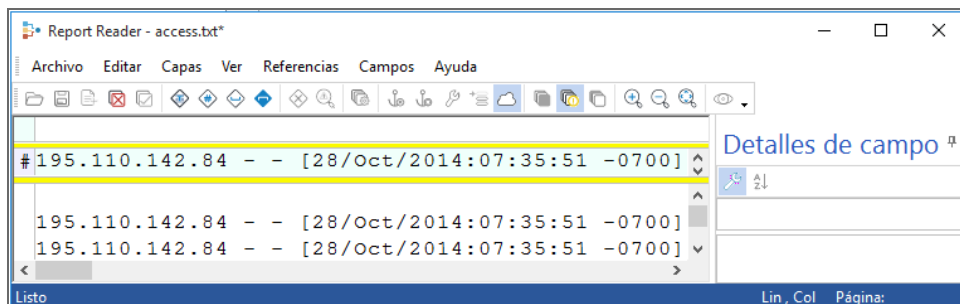 Report Reader - access.txt*
Archivo Editar Capas Ver Referencias Campos Ayuda
Detalles de campo
#195.110.142.84 - - [28/Oct/2014:07:35:51 -0700]
195.110.142.84 - - [28/Oct/2014:07:35:51 -0700]
195.110.142.84 - - [28/Oct/2014:07:35:51 -0700]
Listo Lin , Col Página: